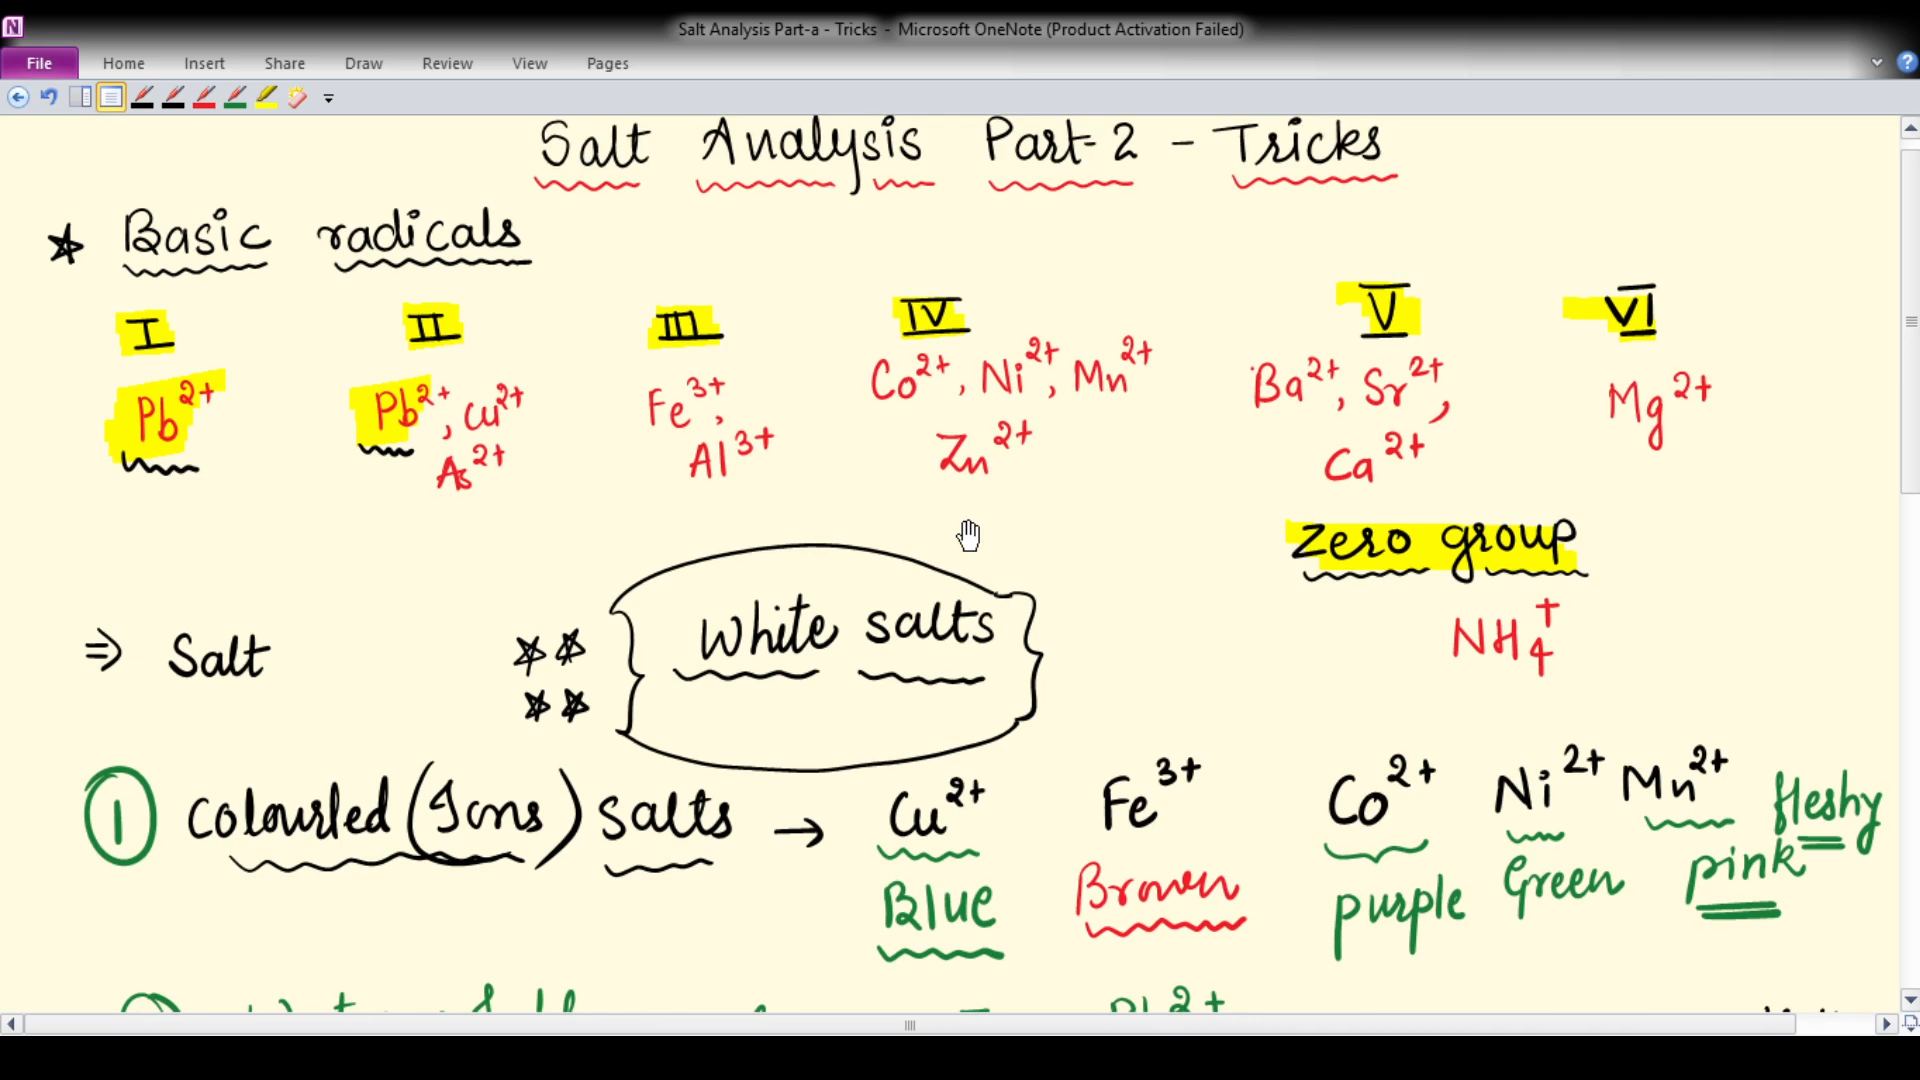 Salt Analysis Part-a - Tricks - Microsoft OneNote (Product Activation Failed)
File Home Insert Share Draw Review View Pages
Salt Analysis Part-2 - Tricks
☆ Basic radicals
I II III IV V VI
Pb²⁺ Pb²⁺, Cu²⁺ Fe³⁺, Co²⁺, Ni²⁺, Mn²⁺ Ba²⁺, Sr²⁺, Mg²⁺
As²⁺ Al³⁺ Zn²⁺ Ca²⁺
Zero group
NH₄⁺
⇒ Salt ☆☆☆☆ { White salts }
① Colourled (Ions) salts → Cu²⁺ Fe³⁺ Co²⁺ Ni²⁺ Mn²⁺ fleshy
Blue Brown purple Green pink